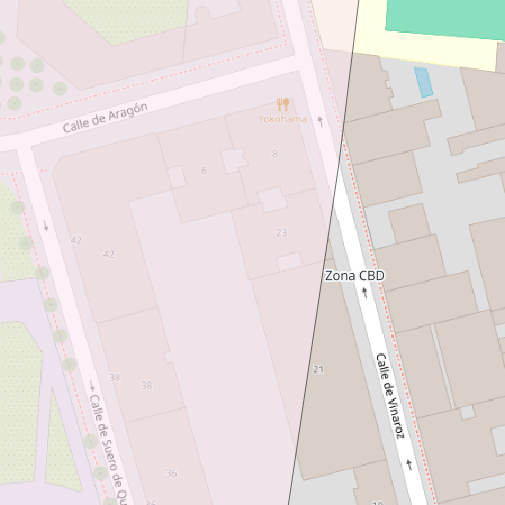 Calle de Aragón
Yokohama
6
8
42
42
23
Zona CBD
21
38
38
Calle de Vinaroz
Calle de Suero de Qu
36